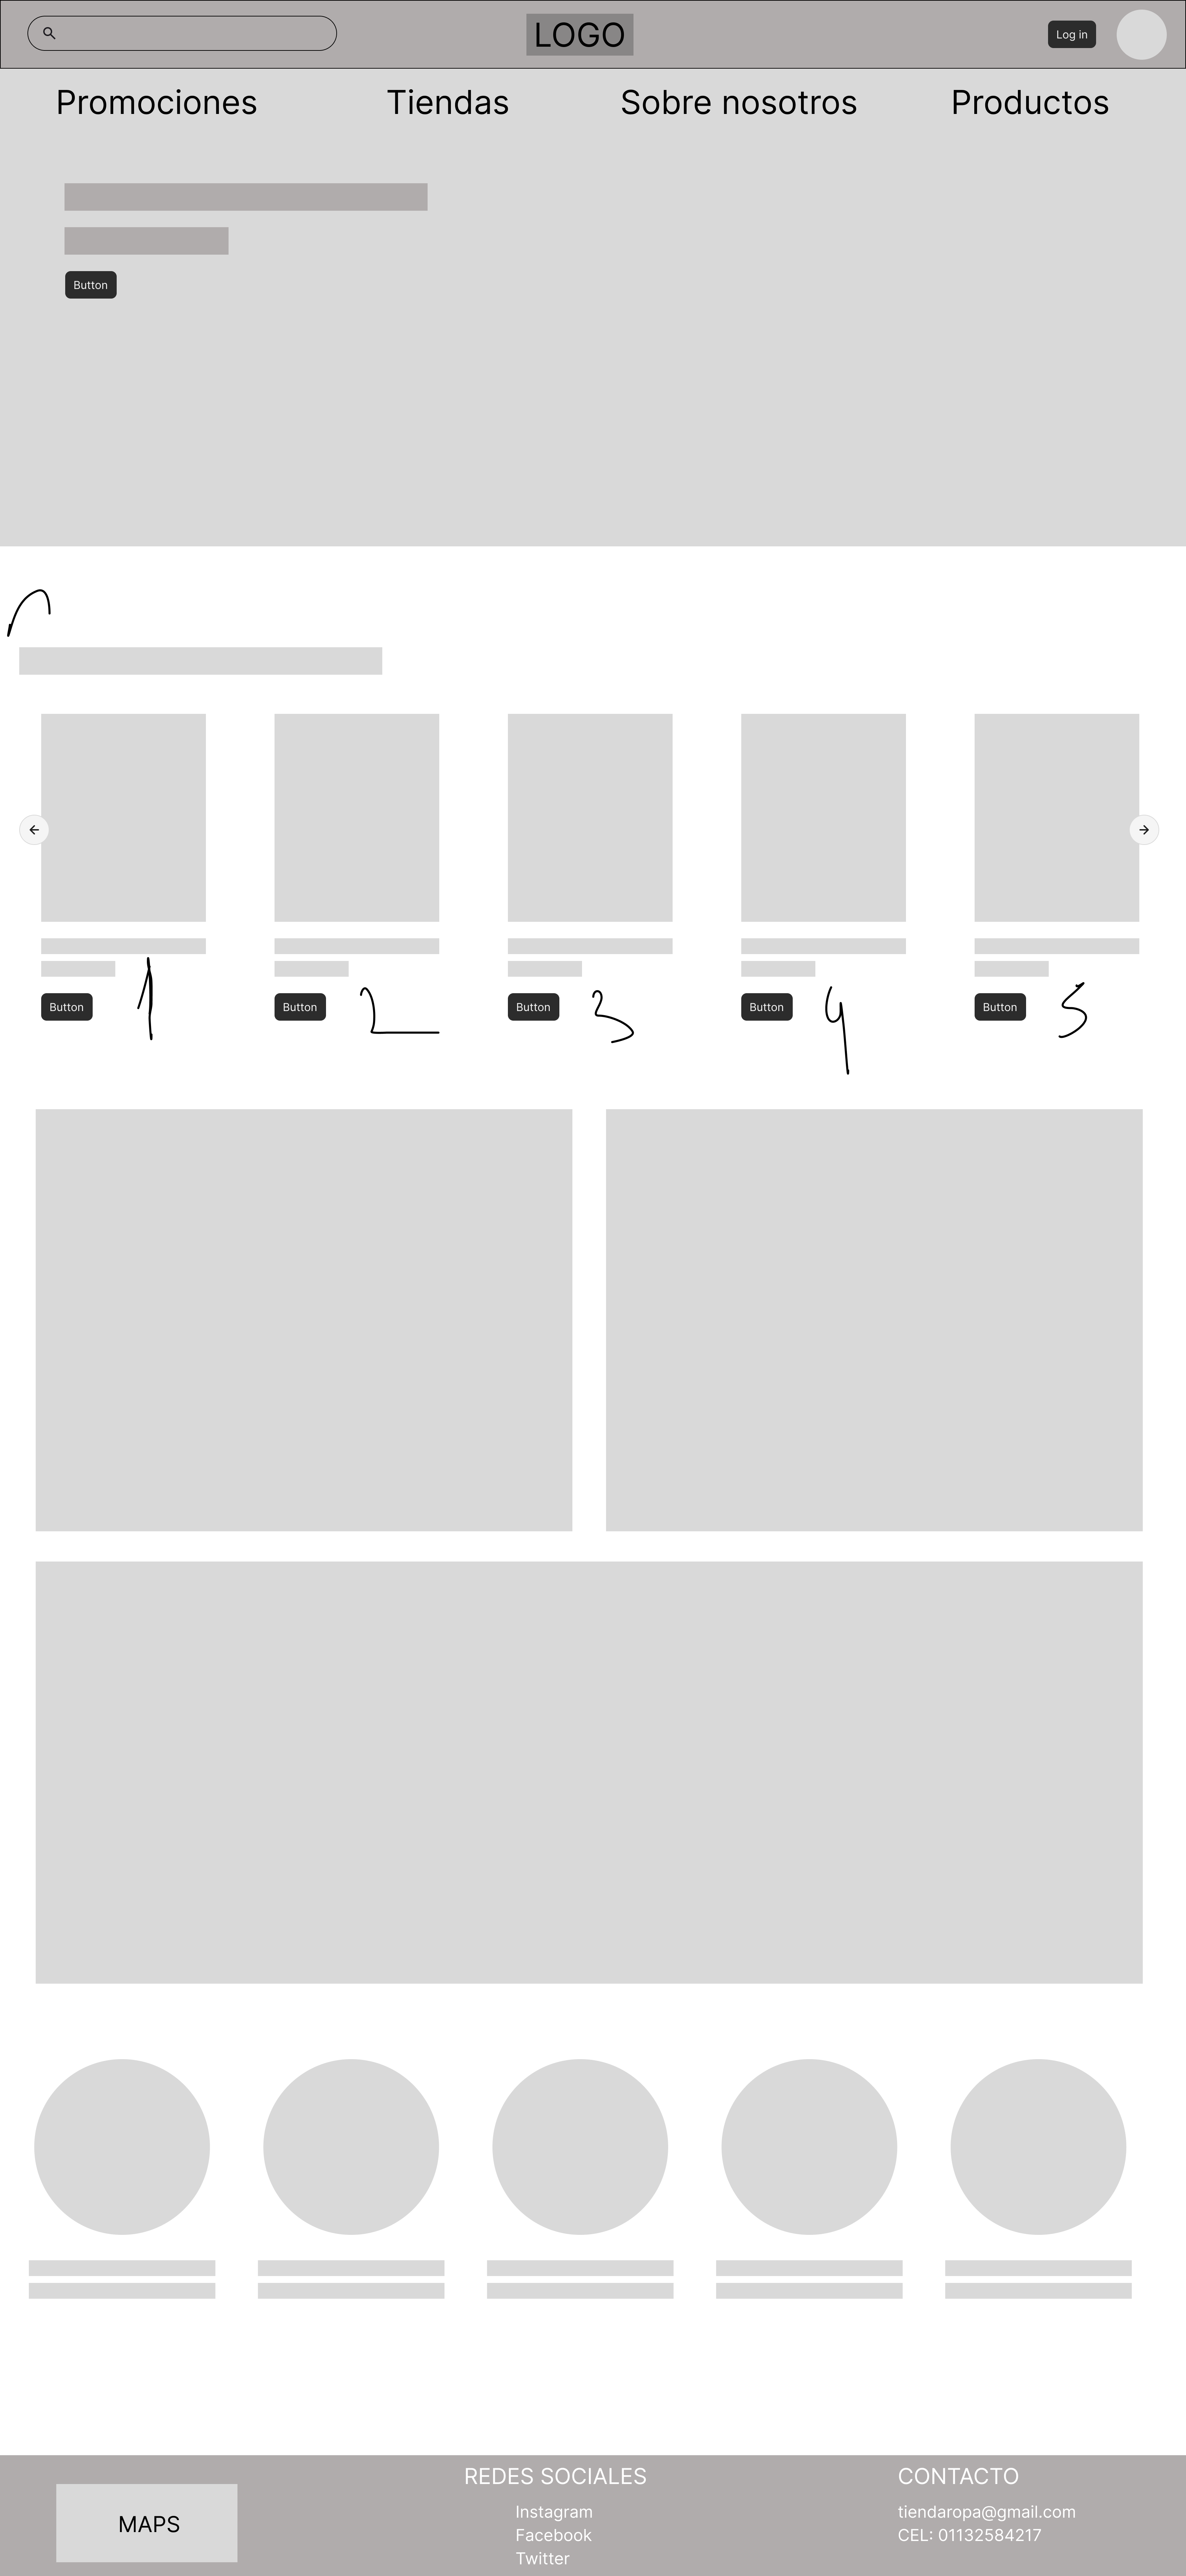 LOGO
Log in
Promociones Tiendas Sobre nosotros Productos
Button
1 2 3 4 5
Button Button Button Button Button
MAPS
REDES SOCIALES
Instagram
Facebook
Twitter
CONTACTO
tiendaropa@gmail.com
CEL: 01132584217